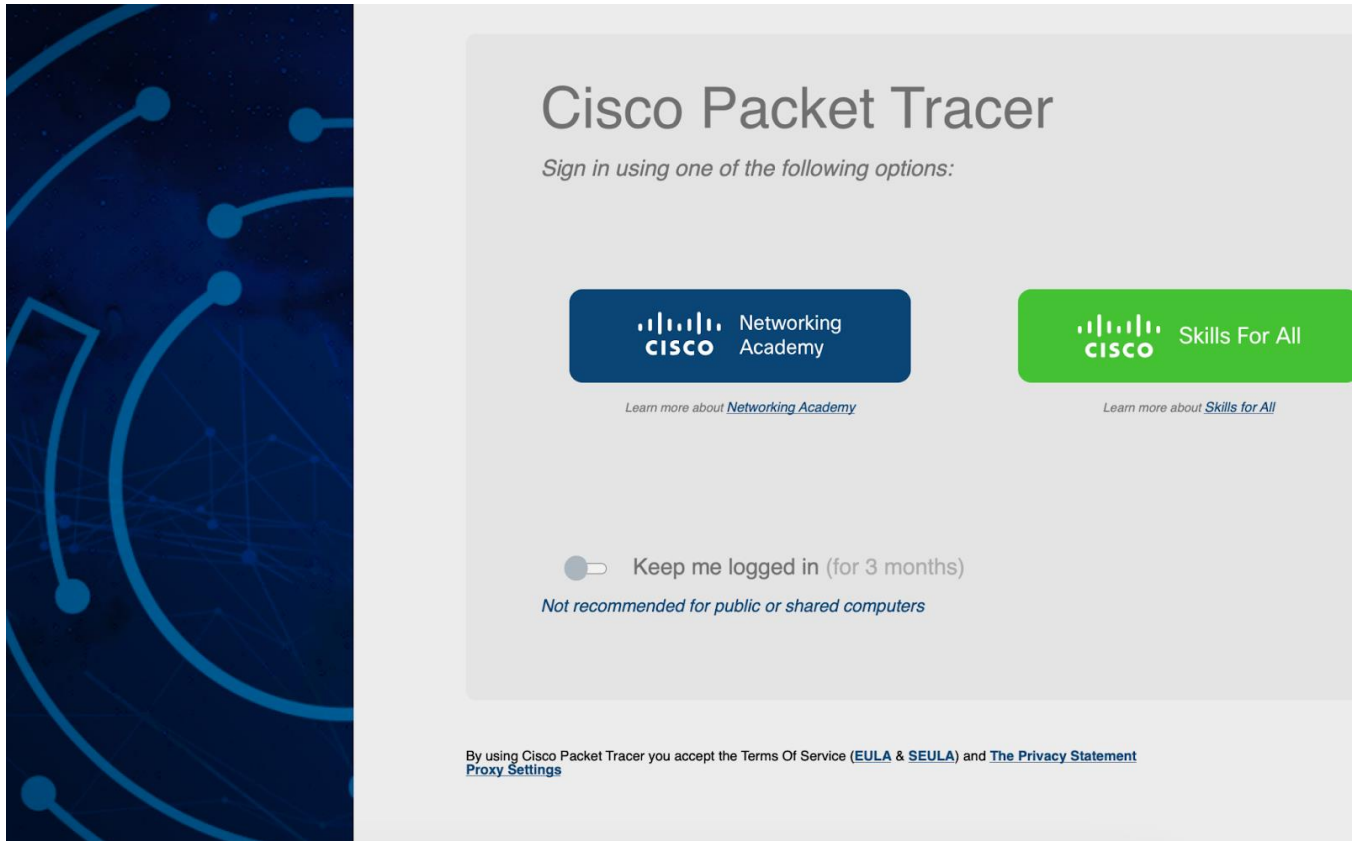 Cisco Packet Tracer
Sign in using one of the following options:
CISCO
Networking
Academy
CISCO
Skills For All
Learn more about Networking Academy
Learn more about Skills for All
Keep me logged in (for 3 months)
Not recommended for public or shared computers
By using Cisco Packet Tracer you accept the Terms Of Service (EULA & SEULA) and The Privacy Statement
Proxy Settings